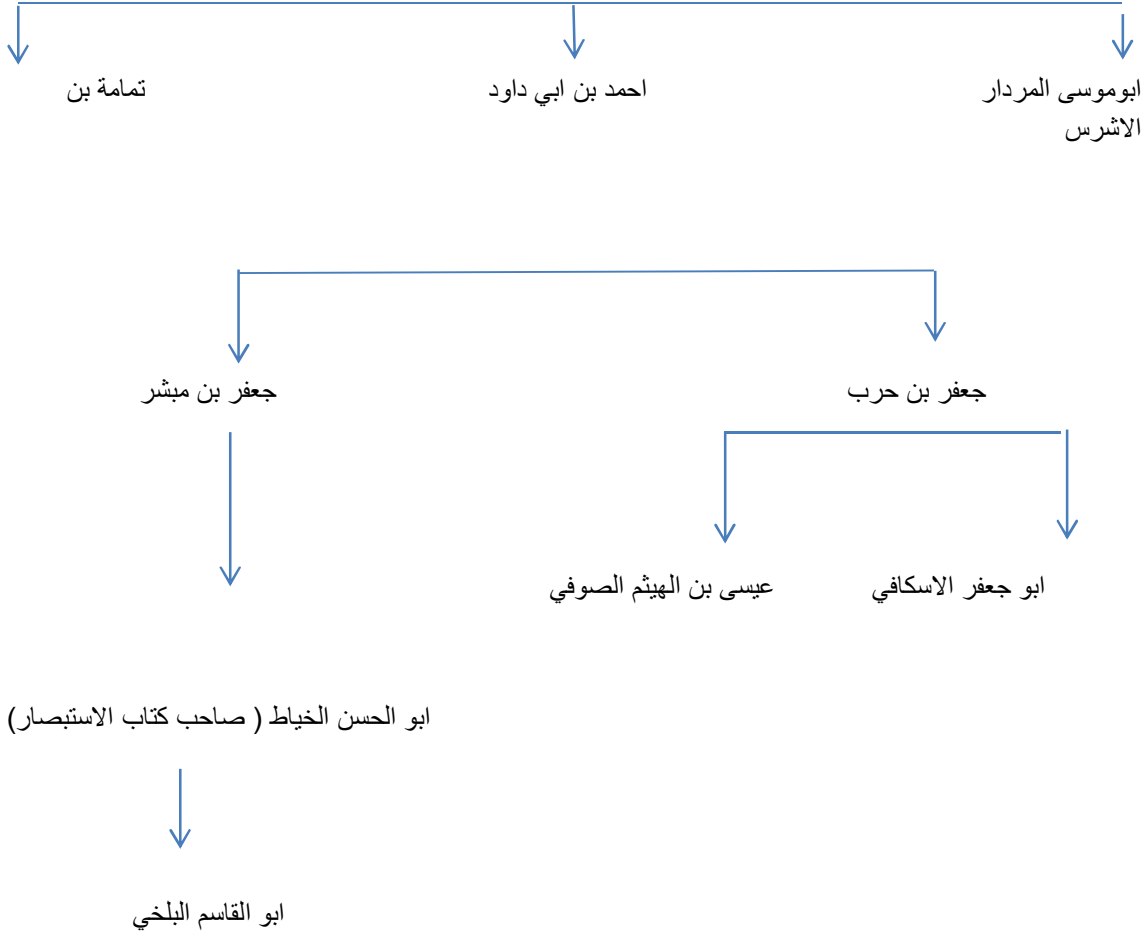 ابوموسى المردار احمد بن ابي داود تمامة بن
الاشرس
جعفر بن حرب جعفر بن مبشر
ابو جعفر الاسكافي عيسى بن الهيثم الصوفي
ابو الحسن الخياط ( صاحب كتاب الاستبصار)
ابو القاسم البلخي